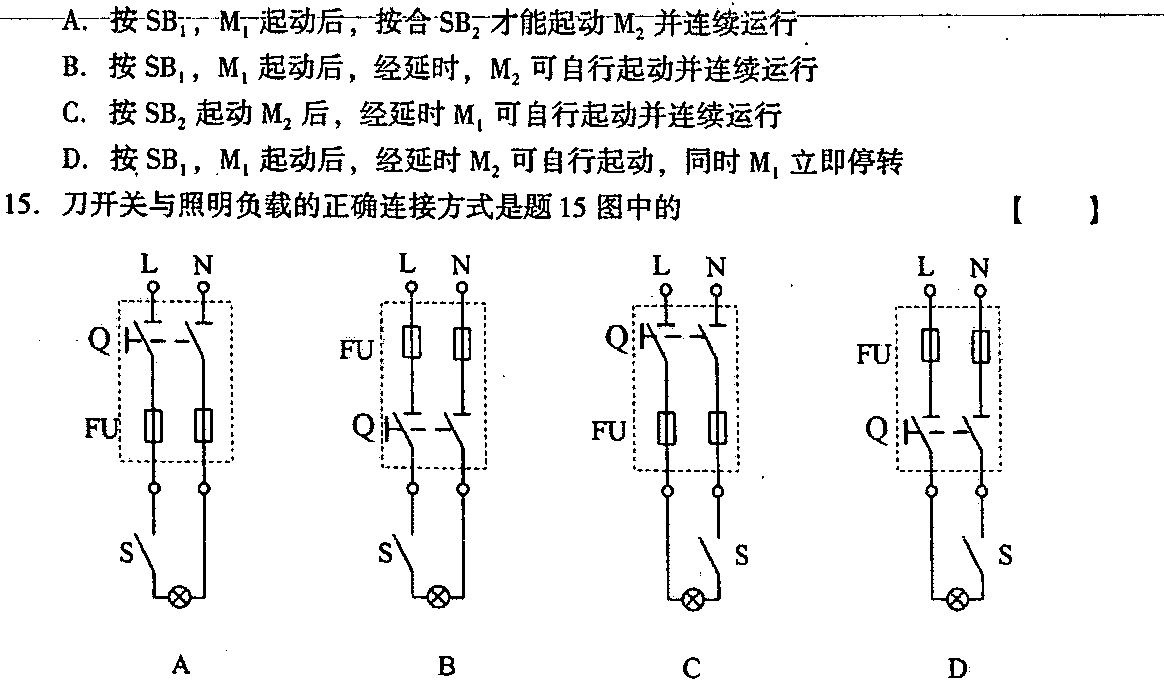 A. 按 SB₁，M₁ 起动后，按合 SB₂ 才能起动 M₂ 并连续运行
B. 按 SB₁，M₁ 起动后，经延时，M₂ 可自行起动并连续运行
C. 按 SB₂ 起动 M₂ 后，经延时 M₁ 可自行起动并连续运行
D. 按 SB₁，M₁ 起动后，经延时 M₂ 可自行起动，同时 M₁ 立即停转
15. 刀开关与照明负载的正确连接方式是题 15 图中的 【 】
L N L N L N L N
Q FU Q FU
FU Q FU Q
S S S S
A B C D